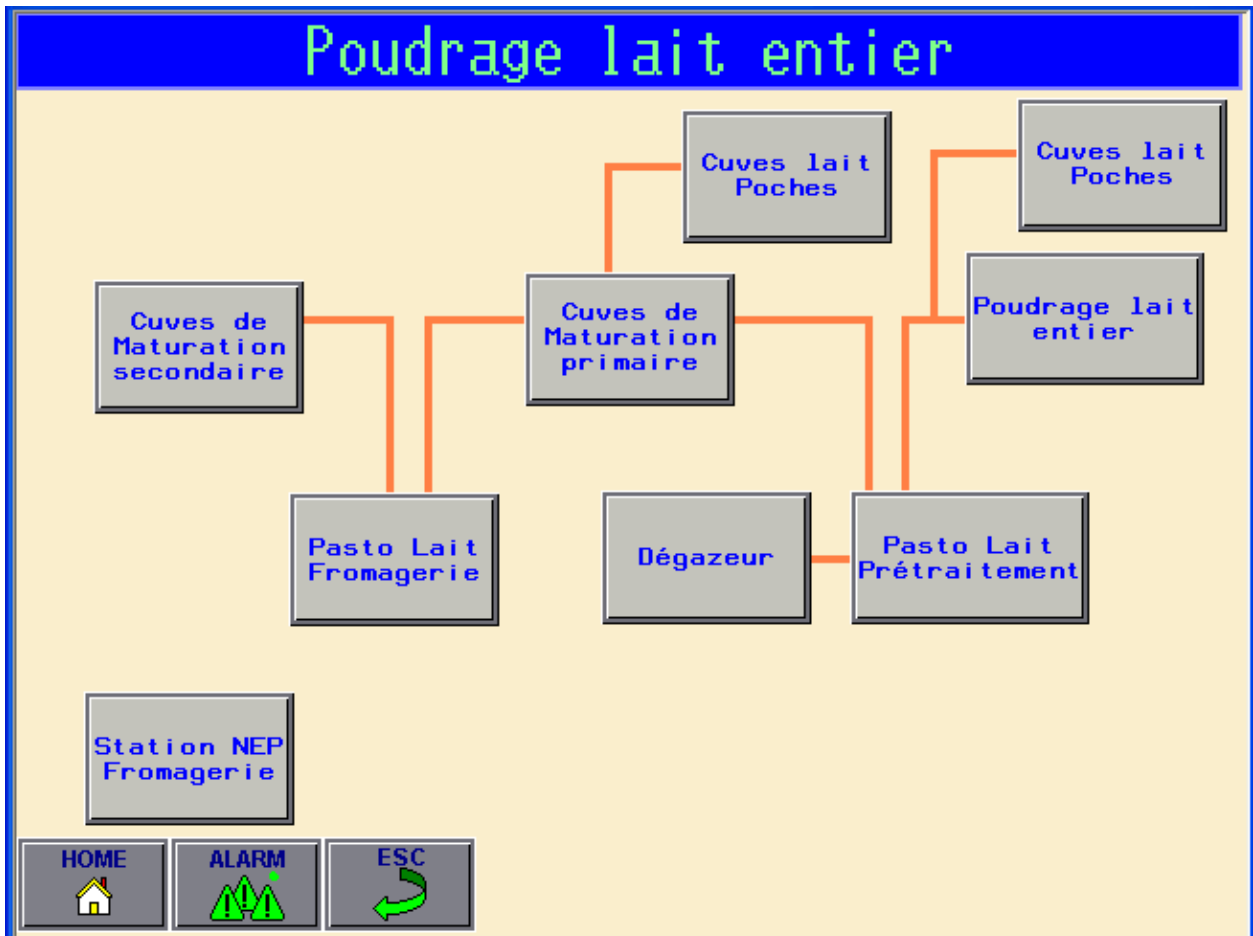 Poudrage lait entier
Cuves lait
Poches
Cuves lait
Poches
Cuves de
Maturation
secondaire
Cuves de
Maturation
primaire
Poudrage lait
entier
Pasto Lait
Fromagerie
Dégazeur
Pasto Lait
Prétraitement
Station NEP
Fromagerie
HOME
ALARM
ESC